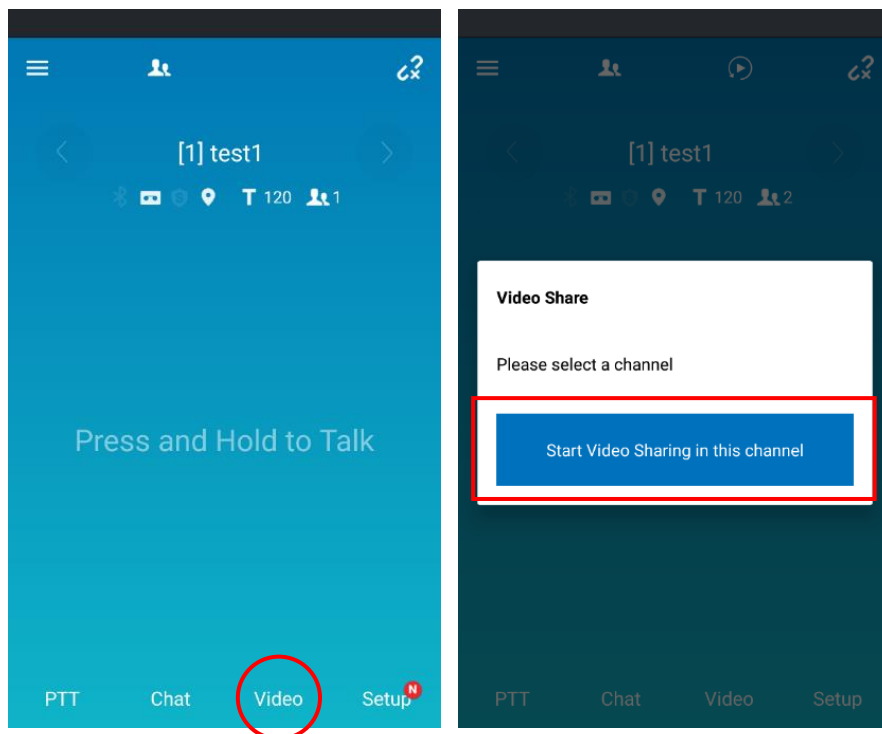 [1] test1
T 120 1
Press and Hold to Talk
PTT Chat Video Setup N
[1] test1
T 120 2
Video Share
Please select a channel
Start Video Sharing in this channel
PTT Chat Video Setup